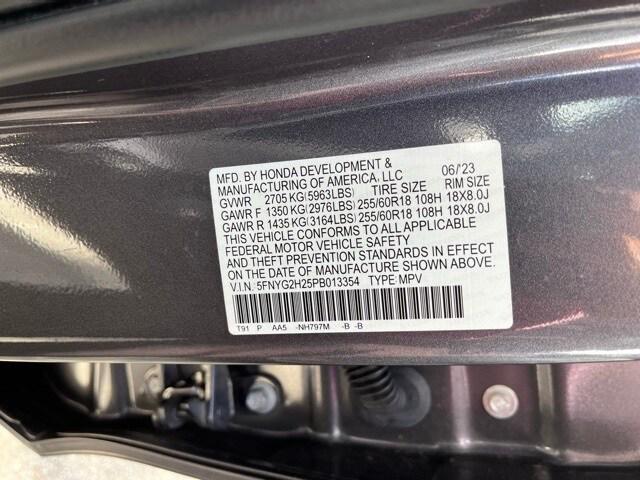 MFD. BY HONDA DEVELOPMENT & 06/'23
MANUFACTURING OF AMERICA, LLC
GVWR 2705 KG(5963LBS) TIRE SIZE RIM SIZE
GAWR F 1350 KG(2976LBS) 255/60R18 108H 18X8.0J
GAWR R 1435 KG(3164LBS) 255/60R18 108H 18X8.0J
THIS VEHICLE CONFORMS TO ALL APPLICABLE
FEDERAL MOTOR VEHICLE SAFETY
AND THEFT PREVENTION STANDARDS IN EFFECT
ON THE DATE OF MANUFACTURE SHOWN ABOVE.
V.I.N. 5FNYG2H25PB013354 TYPE MPV
T91 P AA5 -NH797M -B -B